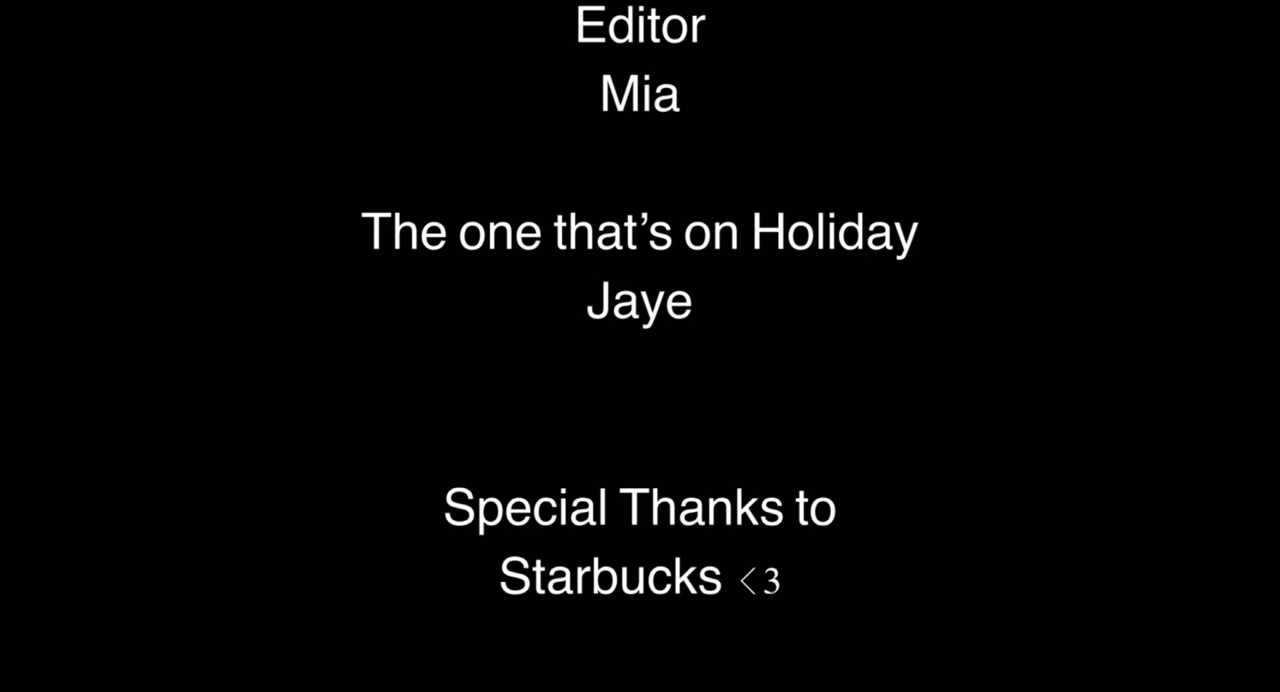 Editor
Mia
The one that’s on Holiday
Jaye
Special Thanks to
Starbucks <3